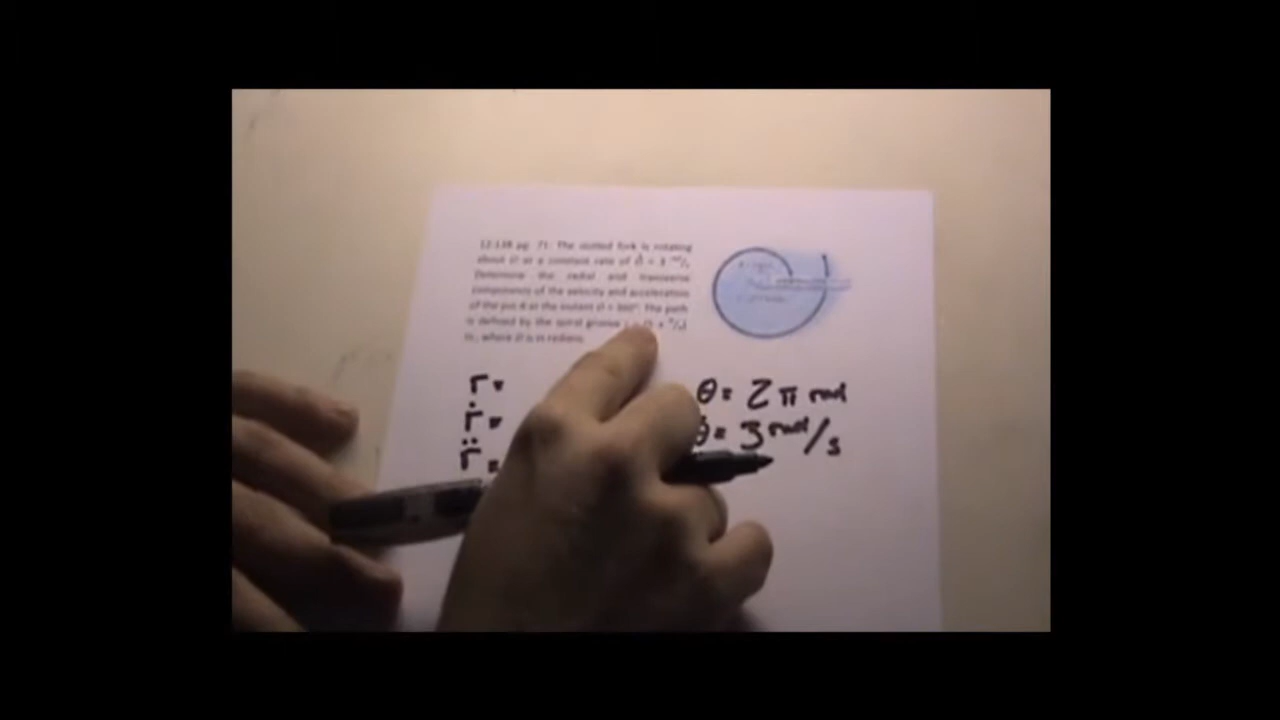 12-138 pg. 71: The slotted fork is rotating
about O at a constant rate of θ̇ = 3 rad/s.
Determine the radial and transverse
components of the velocity and acceleration
of the pin A at the instant θ = 360°. The path
is defined by the spiral groove
in., where θ is in radians.
r=
ṙ=
r̈=
θ= 2π rad
θ̇= 3 rad/s